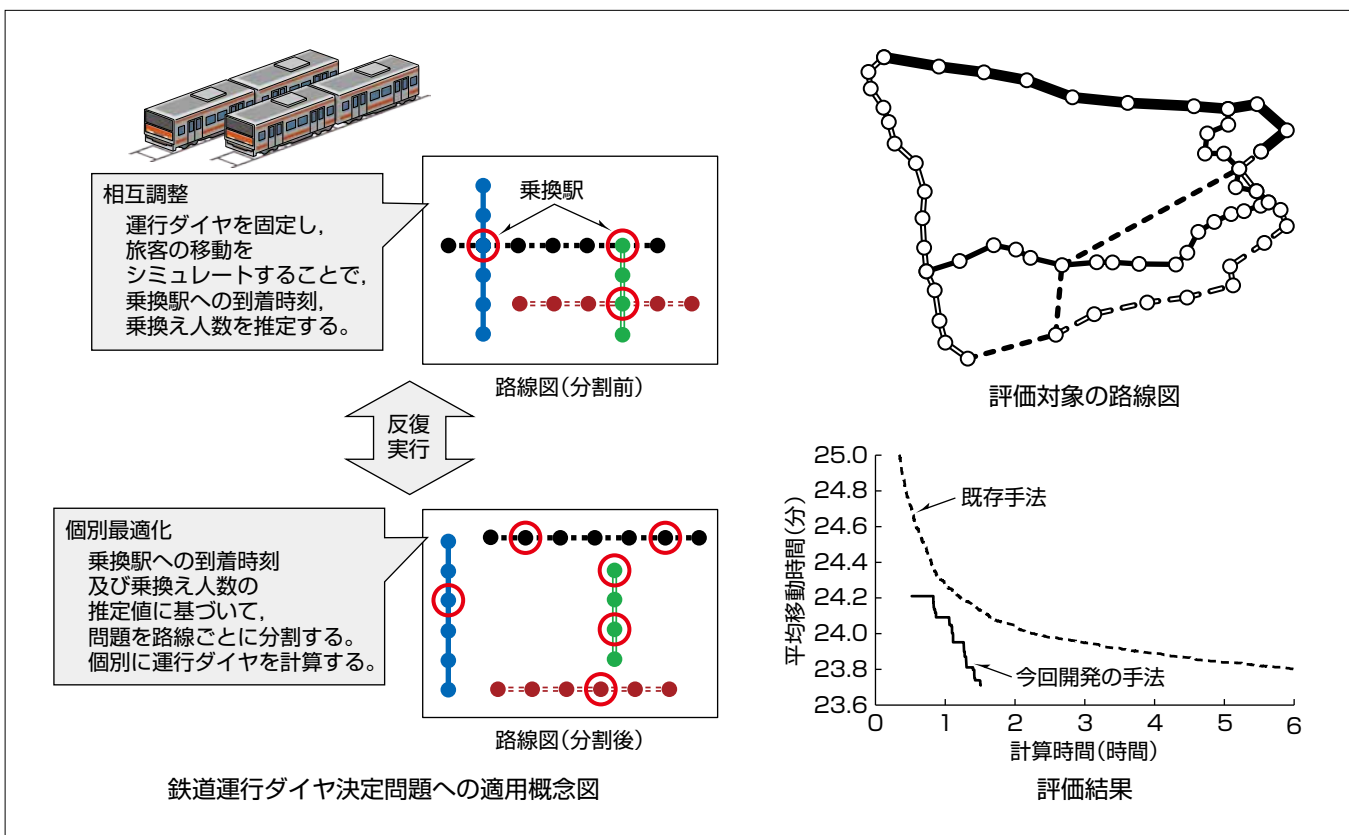 相互調整
運行ダイヤを固定し,
旅客の移動を
シミュレートすることで,
乗換駅への到着時刻,
乗換え人数を推定する。
乗換駅
路線図(分割前)
反復
実行
個別最適化
乗換駅への到着時刻
及び乗換え人数の
推定値に基づいて,
問題を路線ごとに分割する。
個別に運行ダイヤを計算する。
路線図(分割後)
鉄道運行ダイヤ決定問題への適用概念図
評価対象の路線図
平均移動時間(分)
25.0
24.8
24.6
24.4
24.2
24.0
23.8
23.6
既存手法
今回開発の手法
0 1 2 3 4 5 6
計算時間(時間)
評価結果